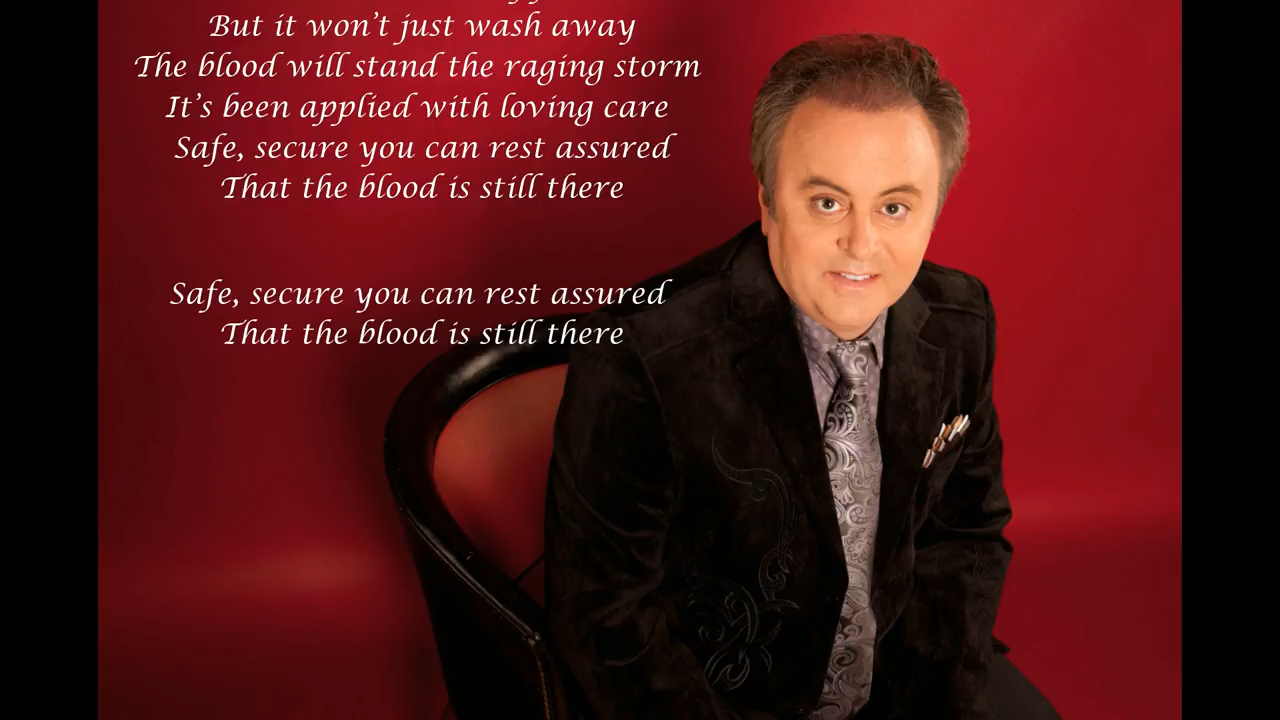 But it won't just wash away
The blood will stand the raging storm
It's been applied with loving care
Safe, secure you can rest assured
That the blood is still there
Safe, secure you can rest assured
That the blood is still there